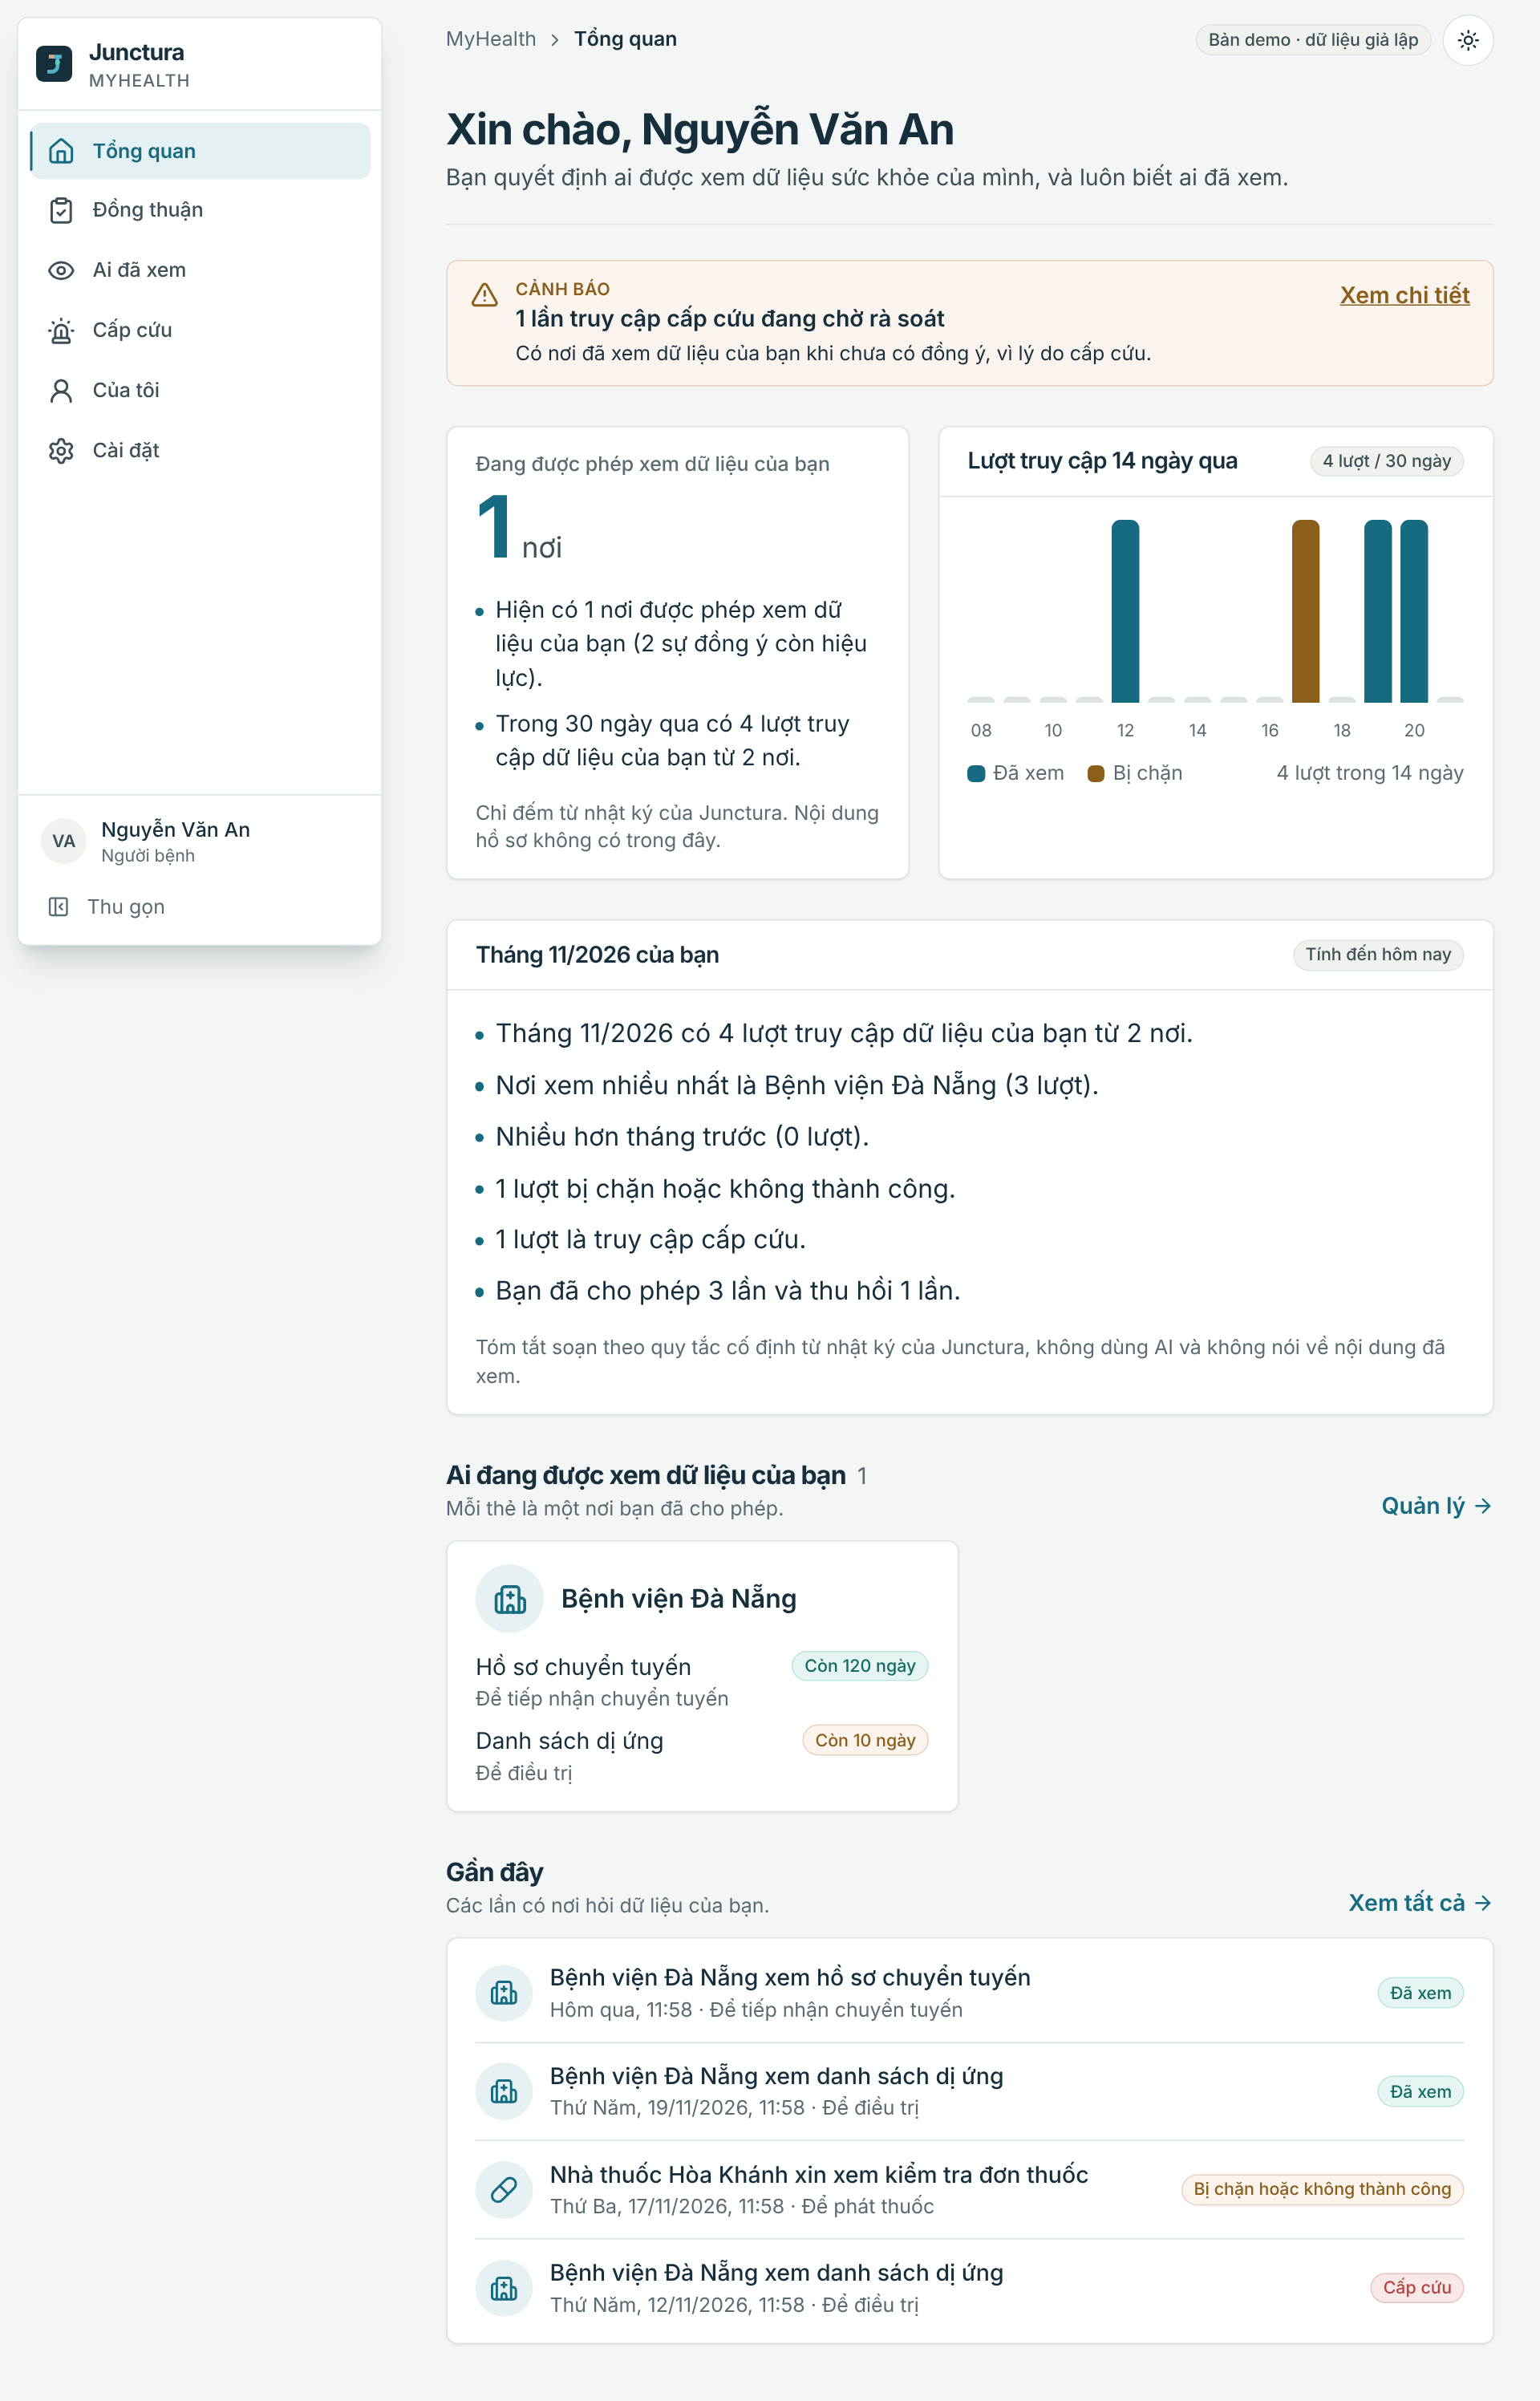 Junctura
MYHEALTH
Tổng quan
Đồng thuận
Ai đã xem
Cấp cứu
Của tôi
Cài đặt
VA
Nguyễn Văn An
Người bệnh
Thu gọn
MyHealth > Tổng quan
Bản demo · dữ liệu giả lập
Xin chào, Nguyễn Văn An
Bạn quyết định ai được xem dữ liệu sức khỏe của mình, và luôn biết ai đã xem.
CẢNH BÁO
1 lần truy cập cấp cứu đang chờ rà soát
Có nơi đã xem dữ liệu của bạn khi chưa có đồng ý, vì lý do cấp cứu.
Xem chi tiết
Đang được phép xem dữ liệu của bạn
1 nơi
Hiện có 1 nơi được phép xem dữ
liệu của bạn (2 sự đồng ý còn hiệu
lực).
Trong 30 ngày qua có 4 lượt truy
cập dữ liệu của bạn từ 2 nơi.
Chỉ đếm từ nhật ký của Junctura. Nội dung
hồ sơ không có trong đây.
Lượt truy cập 14 ngày qua
4 lượt / 30 ngày
08 10 12 14 16 18 20
Đã xem
Bị chặn
4 lượt trong 14 ngày
Tháng 11/2026 của bạn
Tính đến hôm nay
Tháng 11/2026 có 4 lượt truy cập dữ liệu của bạn từ 2 nơi.
Nơi xem nhiều nhất là Bệnh viện Đà Nẵng (3 lượt).
Nhiều hơn tháng trước (0 lượt).
1 lượt bị chặn hoặc không thành công.
1 lượt là truy cập cấp cứu.
Bạn đã cho phép 3 lần và thu hồi 1 lần.
Tóm tắt soạn theo quy tắc cố định từ nhật ký của Junctura, không dùng AI và không nói về nội dung đã
xem.
Ai đang được xem dữ liệu của bạn 1
Mỗi thẻ là một nơi bạn đã cho phép.
Quản lý →
Bệnh viện Đà Nẵng
Hồ sơ chuyển tuyến
Còn 120 ngày
Để tiếp nhận chuyển tuyến
Danh sách dị ứng
Còn 10 ngày
Để điều trị
Gần đây
Các lần có nơi hỏi dữ liệu của bạn.
Xem tất cả →
Bệnh viện Đà Nẵng xem hồ sơ chuyển tuyến
Hôm qua, 11:58 · Để tiếp nhận chuyển tuyến
Đã xem
Bệnh viện Đà Nẵng xem danh sách dị ứng
Thứ Năm, 19/11/2026, 11:58 · Để điều trị
Đã xem
Nhà thuốc Hòa Khánh xin xem kiểm tra đơn thuốc
Thứ Ba, 17/11/2026, 11:58 · Để phát thuốc
Bị chặn hoặc không thành công
Bệnh viện Đà Nẵng xem danh sách dị ứng
Thứ Năm, 12/11/2026, 11:58 · Để điều trị
Cấp cứu